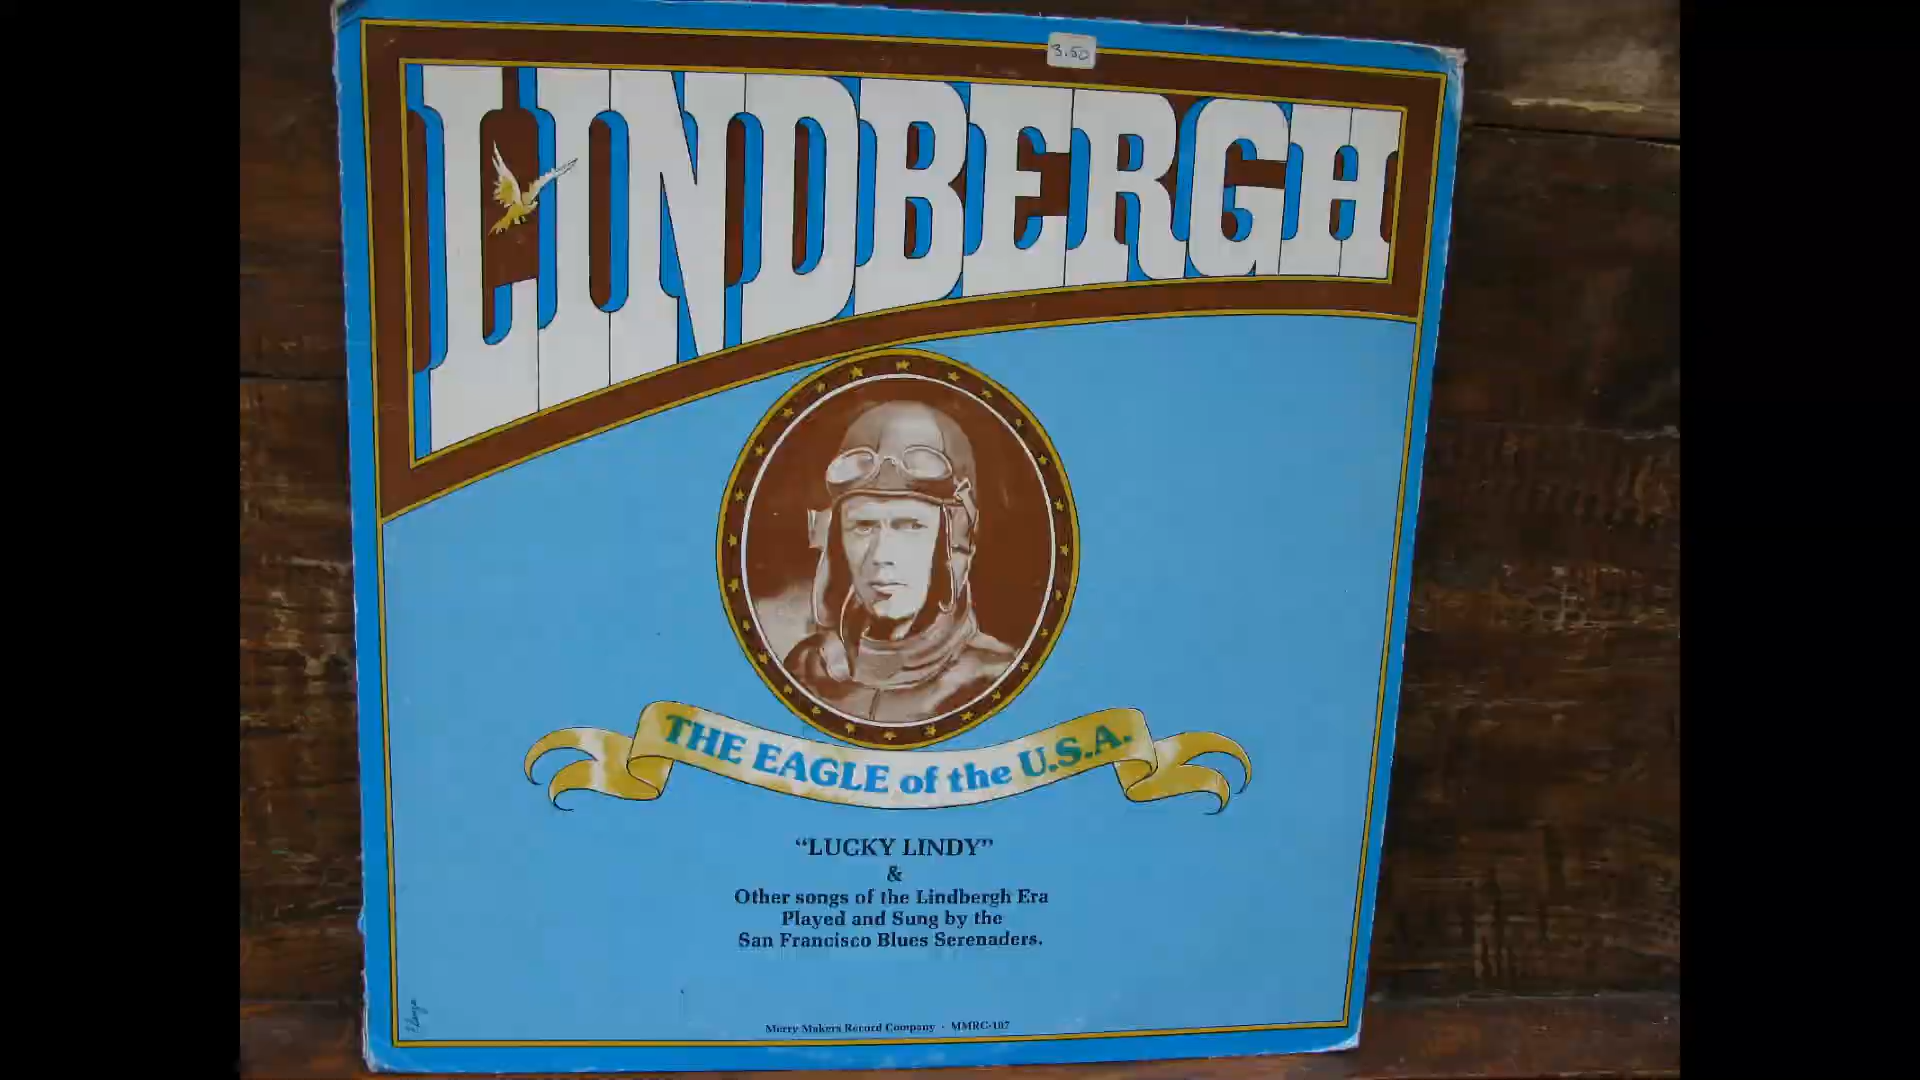 3.50
LINDBERGH
THE EAGLE of the U.S.A.
“LUCKY LINDY”
&
Other songs of the Lindbergh Era
Played and Sung by the
San Francisco Blues Serenaders.
Merry Makers Record Company · MMRC-107